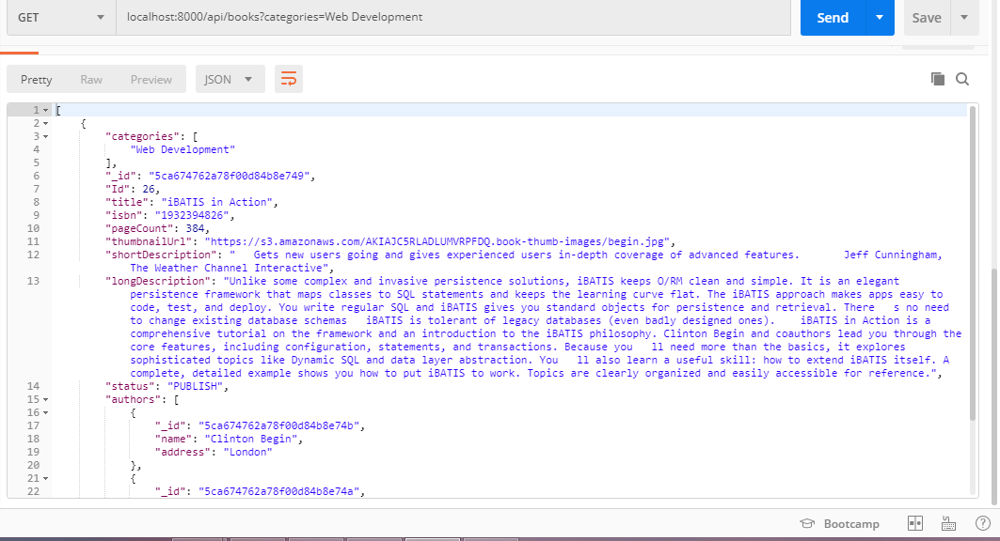 GET localhost:8000/api/books?categories=Web Development Send Save
Pretty Raw Preview JSON
1 [
2 {
3 "categories": [
4 "Web Development"
5 ],
6 "_id": "5ca674762a78f00d84b8e749",
7 "Id": 26,
8 "title": "iBATIS in Action",
9 "isbn": "1932394826",
10 "pageCount": 384,
11 "thumbnailUrl": "https://s3.amazonaws.com/AKIAJC5RLADLUMVRPFDQ.book-thumb-images/begin.jpg",
12 "shortDescription": "   Gets new users going and gives experienced users in-depth coverage of advanced features.       Jeff Cunningham,
The Weather Channel Interactive",
13 "longDescription": "Unlike some complex and invasive persistence solutions, iBATIS keeps O/RM clean and simple. It is an elegant
persistence framework that maps classes to SQL statements and keeps the learning curve flat. The iBATIS approach makes apps easy to
code, test, and deploy. You write regular SQL and iBATIS gives you standard objects for persistence and retrieval. There   s no need
to change existing database schemas   iBATIS is tolerant of legacy databases (even badly designed ones).    iBATIS in Action is a
comprehensive tutorial on the framework and an introduction to the iBATIS philosophy. Clinton Begin and coauthors lead you through the
core features, including configuration, statements, and transactions. Because you   ll need more than the basics, it explores
sophisticated topics like Dynamic SQL and data layer abstraction. You   ll also learn a useful skill: how to extend iBATIS itself. A
complete, detailed example shows you how to put iBATIS to work. Topics are clearly organized and easily accessible for reference.",
14 "status": "PUBLISH",
15 "authors": [
16 {
17 "_id": "5ca674762a78f00d84b8e74b",
18 "name": "Clinton Begin",
19 "address": "London"
20 },
21 {
22 "_id": "5ca674762a78f00d84b8e74a",
Bootcamp